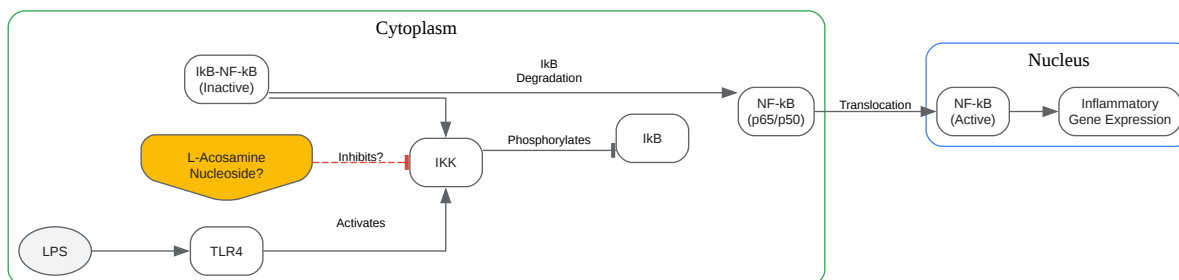 Cytoplasm
IkB-NF-kB
(Inactive)
IkB
Degradation
NF-kB
(p65/p50)
Translocation
Nucleus
NF-kB
(Active)
Inflammatory
Gene Expression
L-Acosamine
Nucleoside?
Inhibits?
IKK
Phosphorylates
IkB
LPS
TLR4
Activates